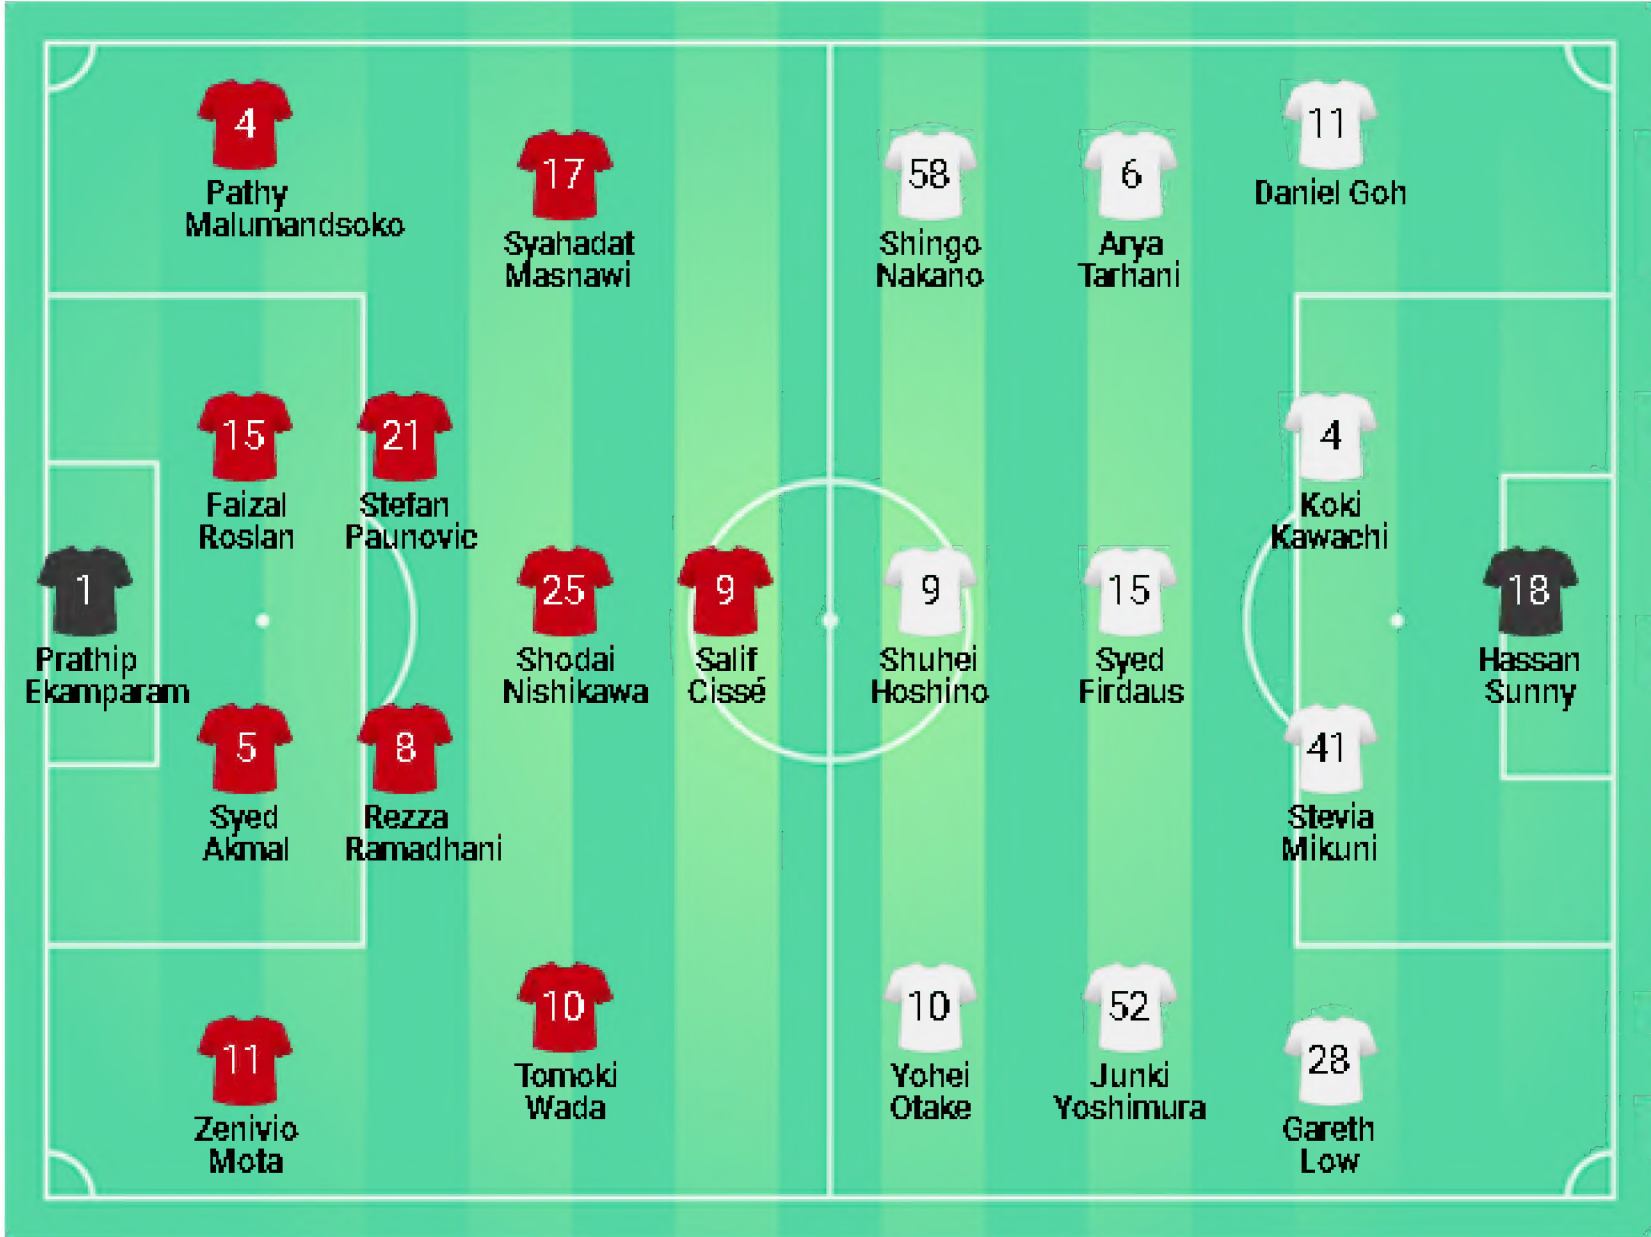 4
Pathy
Malumandsoko
17
Syahadat
Masnawi
58
Shingo
Nakano
6
Arya
Tarhani
11
Daniel Goh
15
Faizal
Roslan
21
Stefan
Paunovic
4
Koki
Kawachi
1
Prathip
Ekamparam
25
Shodai
Nishikawa
9
Salif
Cissé
9
Shuhei
Hoshino
15
Syed
Firdaus
18
Hassan
Sunny
5
Syed
Akmal
8
Rezza
Ramadhani
41
Stevia
Mikuni
11
Zenivio
Mota
10
Tomoki
Wada
10
Yohei
Otake
52
Junki
Yoshimura
28
Gareth
Low